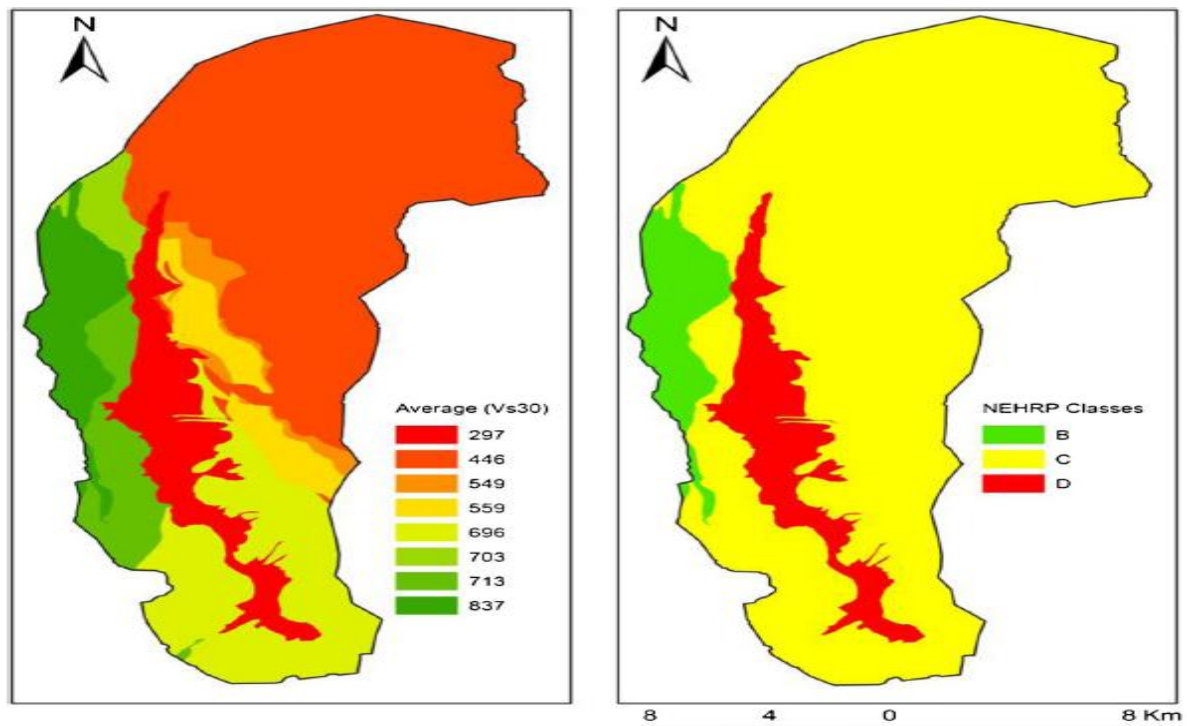 N
Average (Vs30)
297
446
549
559
696
703
713
837
N
NEHRP Classes
B
C
D
8 4 0 8 Km